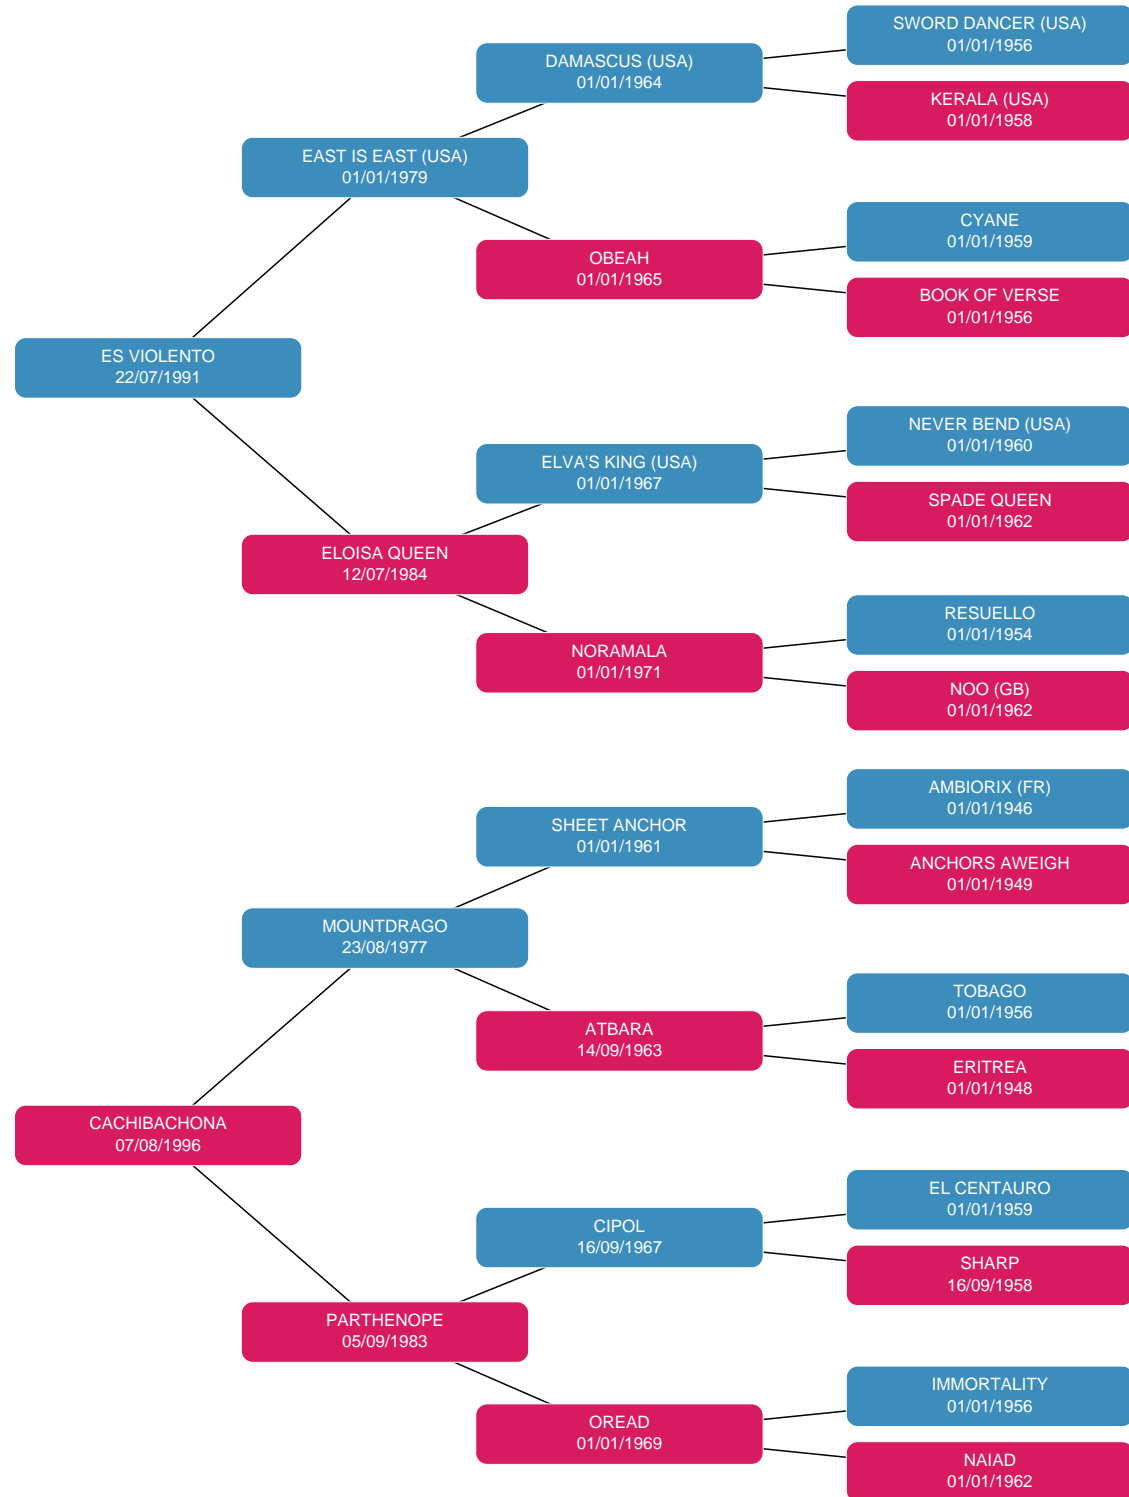 SWORD DANCER (USA)
01/01/1956
DAMASCUS (USA)
01/01/1964
KERALA (USA)
01/01/1958
EAST IS EAST (USA)
01/01/1979
CYANE
01/01/1959
OBEAH
01/01/1965
BOOK OF VERSE
01/01/1956
ES VIOLENTO
22/07/1991
NEVER BEND (USA)
01/01/1960
ELVA'S KING (USA)
01/01/1967
SPADE QUEEN
01/01/1962
ELOISA QUEEN
12/07/1984
RESUELLO
01/01/1954
NORAMALA
01/01/1971
NOO (GB)
01/01/1962
AMBIORIX (FR)
01/01/1946
SHEET ANCHOR
01/01/1961
ANCHORS AWEIGH
01/01/1949
MOUNTDRAGO
23/08/1977
TOBAGO
01/01/1956
ATBARA
14/09/1963
ERITREA
01/01/1948
CACHIBACHONA
07/08/1996
EL CENTAURO
01/01/1959
CIPOL
16/09/1967
SHARP
16/09/1958
PARTHENOPE
05/09/1983
IMMORTALITY
01/01/1956
OREAD
01/01/1969
NAIAD
01/01/1962